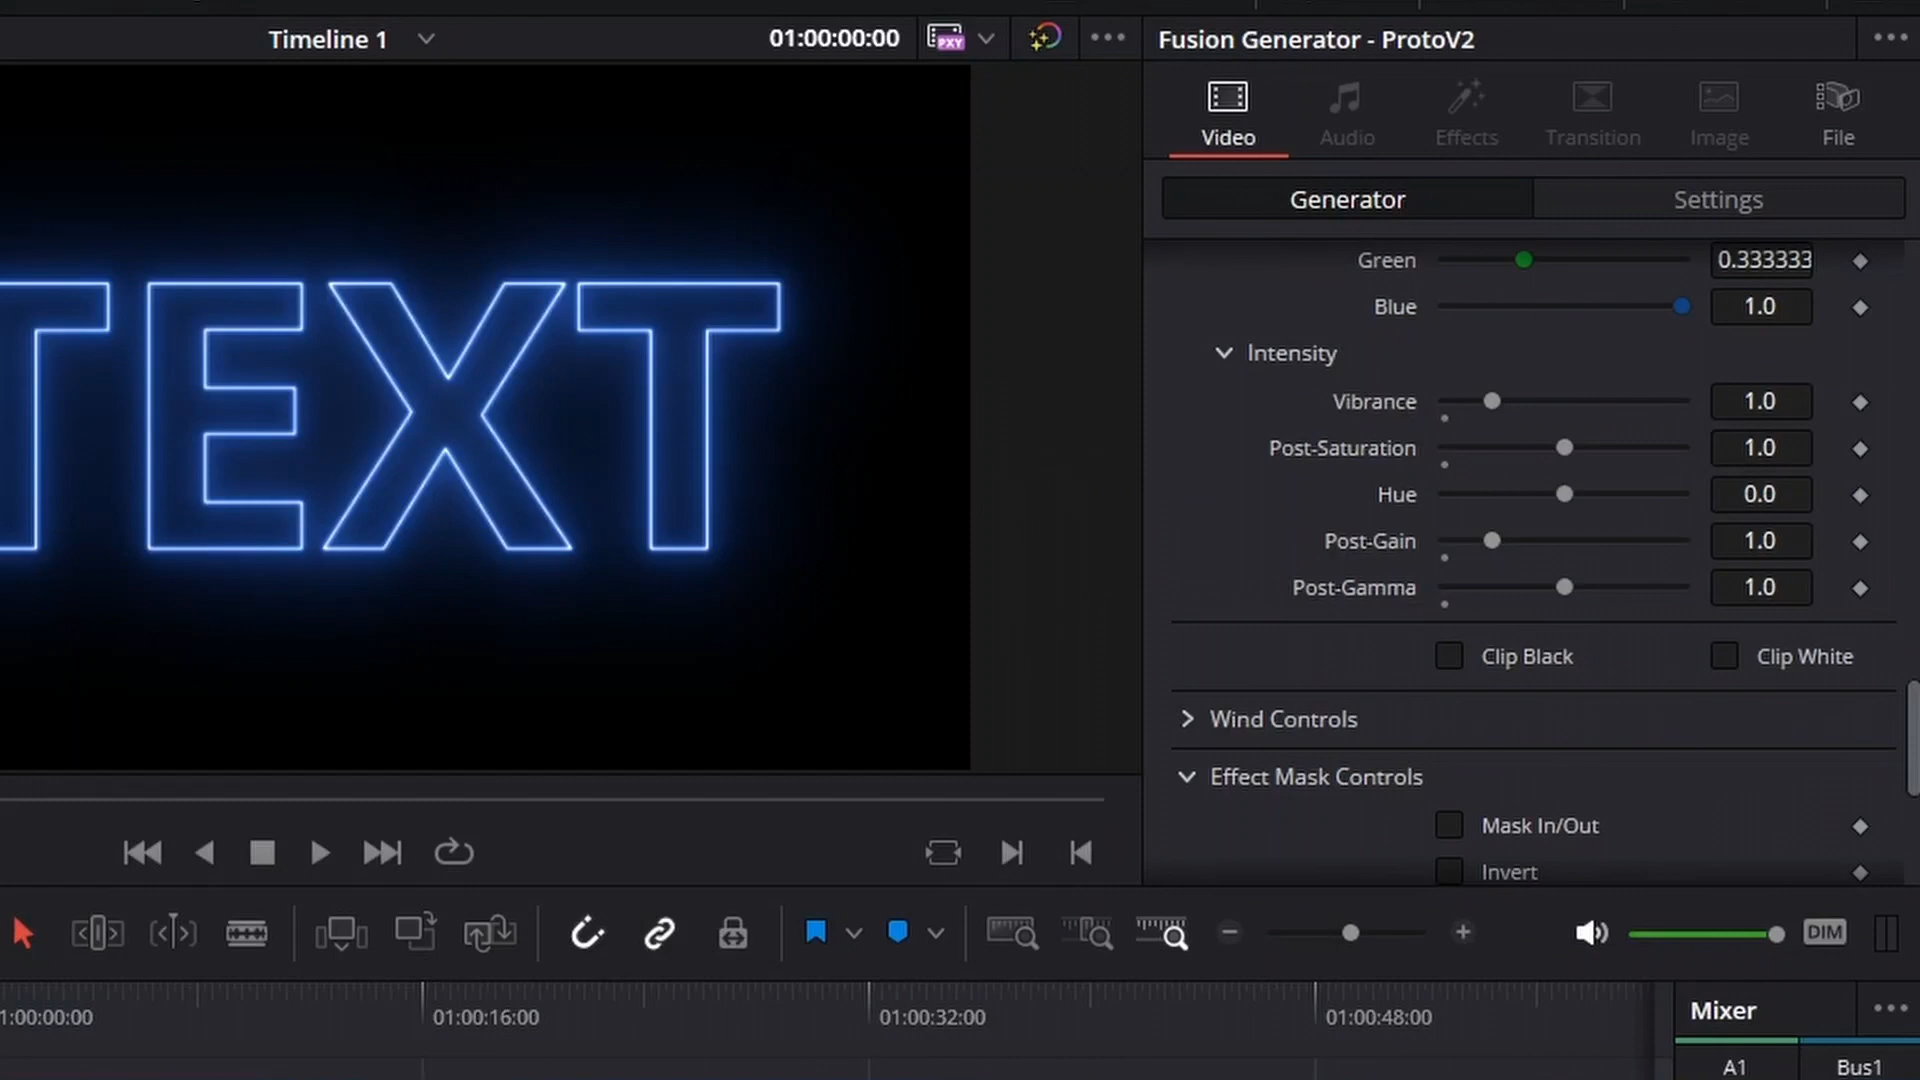 Timeline 1
01:00:00:00
PXY
Fusion Generator - ProtoV2
Video
Audio
Effects
Transition
Image
File
Generator
Settings
TEXT
Green
0.333333
Blue
1.0
Intensity
Vibrance
1.0
Post-Saturation
1.0
Hue
0.0
Post-Gain
1.0
Post-Gamma
1.0
Clip Black
Clip White
Wind Controls
Effect Mask Controls
Mask In/Out
Invert
DIM
1:00:00:00
01:00:16:00
01:00:32:00
01:00:48:00
Mixer
A1
Bus1